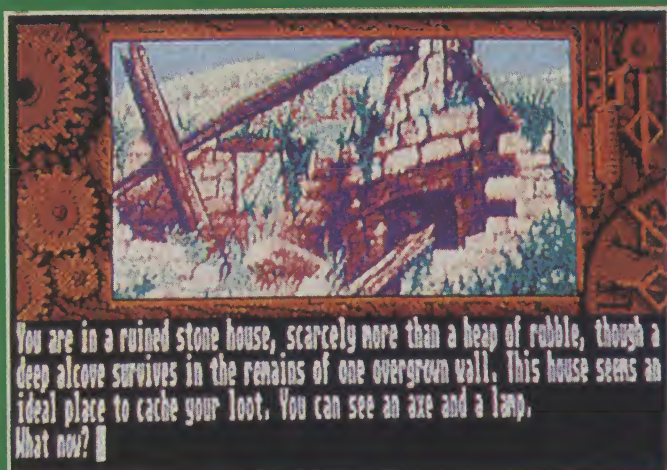 You are in a ruined stone house, scarcely more than a heap of rubble, though a
deep alcove survives in the remains of one overgrown wall. This house seems an
ideal place to cache your loot. You can see an axe and a lamp.
What now?